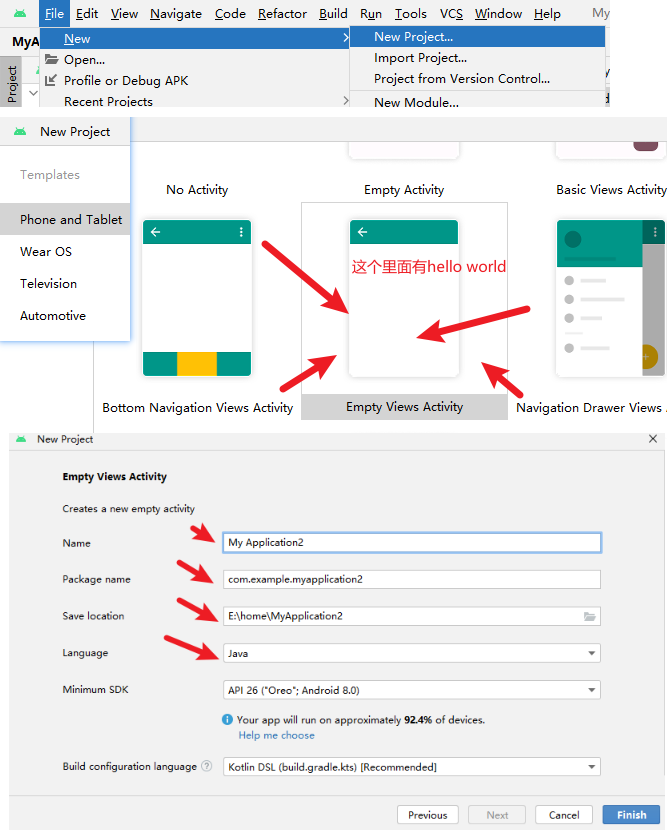 File Edit View Navigate Code Refactor Build Run Tools VCS Window Help My
MyA
New
New Project...
Open...
Import Project...
Profile or Debug APK
Project from Version Control...
Recent Projects
New Module...
Project
New Project
Templates
Phone and Tablet
Wear OS
Television
Automotive
No Activity
Empty Activity
Basic Views Activity
这个里面有hello world
Bottom Navigation Views Activity
Empty Views Activity
Navigation Drawer Views
New Project
Empty Views Activity
Creates a new empty activity
Name
My Application2
Package name
com.example.myapplication2
Save location
E:\home\MyApplication2
Language
Java
Minimum SDK
API 26 ("Oreo"; Android 8.0)
Your app will run on approximately 92.4% of devices.
Help me choose
Build configuration language
Kotlin DSL (build.gradle.kts) [Recommended]
Previous
Next
Cancel
Finish